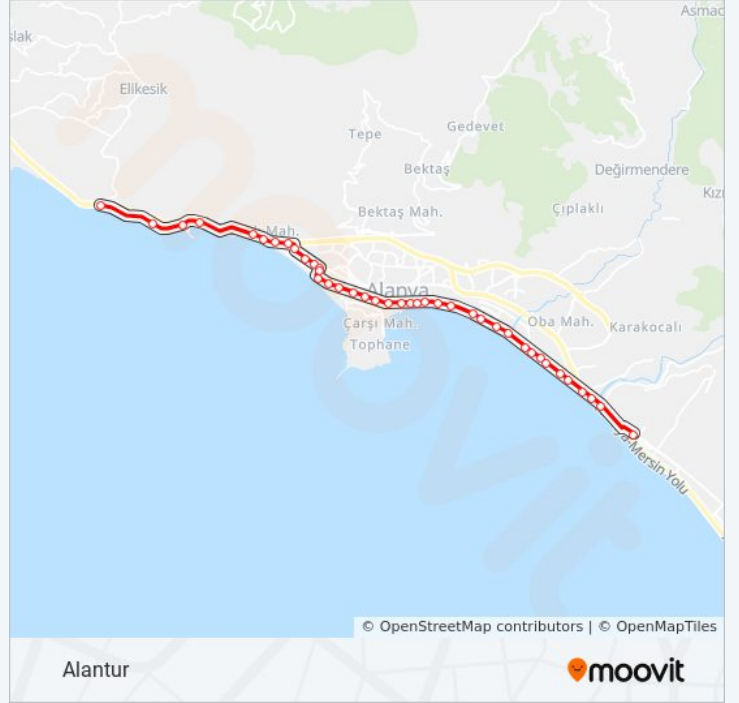 Asmac
slak
Elikesik
Tepe
Gedevet
Bektaş
Değirmendere
Kızı
Bektaş Mah.
Çıplaklı
Mah.
Alanya
Çarşı Mah.
Oba Mah.
Karakocalı
Tophane
Mersin Yolu
moovit
© OpenStreetMap contributors | © OpenMapTiles
Alantur
moovit